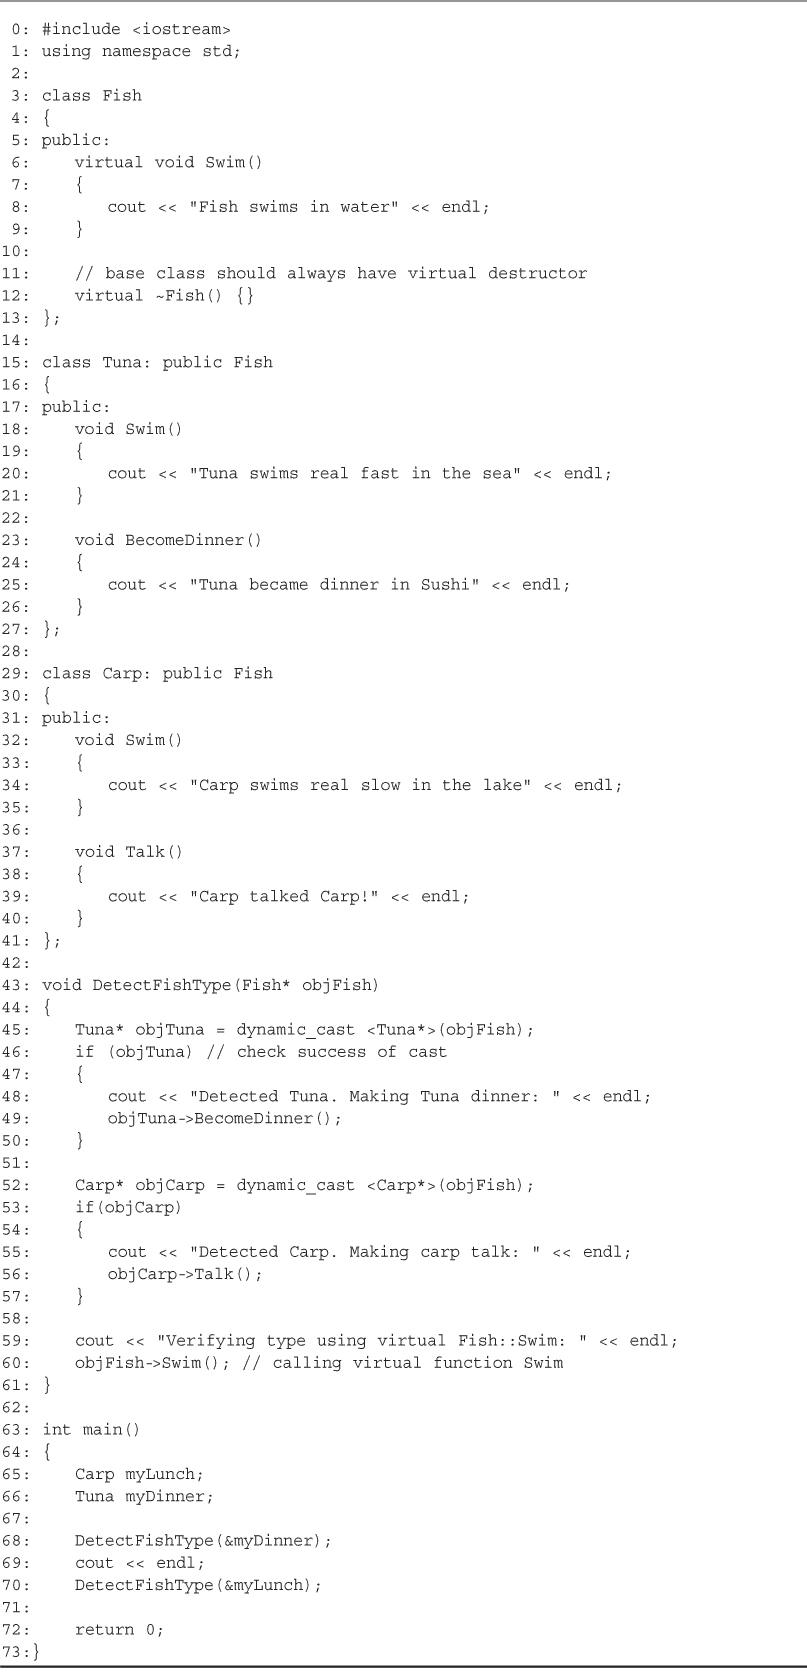 0: #include <iostream>
1: using namespace std;
2:
3: class Fish
4: {
5: public:
6:    virtual void Swim()
7:    {
8:       cout << "Fish swims in water" << endl;
9:    }
10:
11:    // base class should always have virtual destructor
12:    virtual ~Fish() {}
13: };
14:
15: class Tuna: public Fish
16: {
17: public:
18:    void Swim()
19:    {
20:       cout << "Tuna swims real fast in the sea" << endl;
21:    }
22:
23:    void BecomeDinner()
24:    {
25:       cout << "Tuna became dinner in Sushi" << endl;
26:    }
27: };
28:
29: class Carp: public Fish
30: {
31: public:
32:    void Swim()
33:    {
34:       cout << "Carp swims real slow in the lake" << endl;
35:    }
36:
37:    void Talk()
38:    {
39:       cout << "Carp talked Carp!" << endl;
40:    }
41: };
42:
43: void DetectFishType(Fish* objFish)
44: {
45:    Tuna* objTuna = dynamic_cast <Tuna*>(objFish);
46:    if (objTuna) // check success of cast
47:    {
48:       cout << "Detected Tuna. Making Tuna dinner: " << endl;
49:       objTuna->BecomeDinner();
50:    }
51:
52:    Carp* objCarp = dynamic_cast <Carp*>(objFish);
53:    if(objCarp)
54:    {
55:       cout << "Detected Carp. Making carp talk: " << endl;
56:       objCarp->Talk();
57:    }
58:
59:    cout << "Verifying type using virtual Fish::Swim: " << endl;
60:    objFish->Swim(); // calling virtual function Swim
61: }
62:
63: int main()
64: {
65:    Carp myLunch;
66:    Tuna myDinner;
67:
68:    DetectFishType(&myDinner);
69:    cout << endl;
70:    DetectFishType(&myLunch);
71:
72:    return 0;
73:}